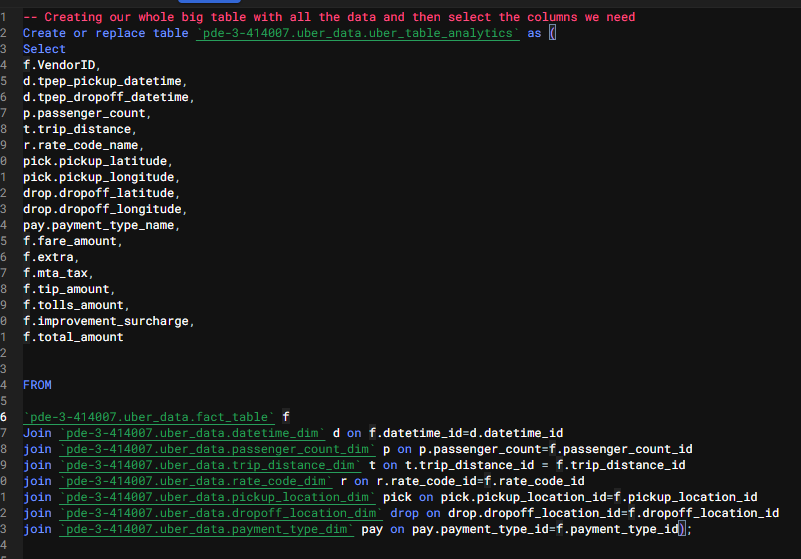 1 -- Creating our whole big table with all the data and then select the columns we need
2 Create or replace table `pde-3-414007.uber_data.uber_table_analytics` as (
3 Select
4 f.VendorID,
5 d.tpep_pickup_datetime,
6 d.tpep_dropoff_datetime,
7 p.passenger_count,
8 t.trip_distance,
9 r.rate_code_name,
0 pick.pickup_latitude,
1 pick.pickup_longitude,
2 drop.dropoff_latitude,
3 drop.dropoff_longitude,
4 pay.payment_type_name,
5 f.fare_amount,
6 f.extra,
7 f.mta_tax,
8 f.tip_amount,
9 f.tolls_amount,
0 f.improvement_surcharge,
1 f.total_amount
2
3
4 FROM
5
6 `pde-3-414007.uber_data.fact_table` f
7 Join `pde-3-414007.uber_data.datetime_dim` d on f.datetime_id=d.datetime_id
8 join `pde-3-414007.uber_data.passenger_count_dim` p on p.passenger_count=f.passenger_count_id
9 join `pde-3-414007.uber_data.trip_distance_dim` t on t.trip_distance_id = f.trip_distance_id
0 join `pde-3-414007.uber_data.rate_code_dim` r on r.rate_code_id=f.rate_code_id
1 join `pde-3-414007.uber_data.pickup_location_dim` pick on pick.pickup_location_id=f.pickup_location_id
2 join `pde-3-414007.uber_data.dropoff_location_dim` drop on drop.dropoff_location_id=f.dropoff_location_id
3 join `pde-3-414007.uber_data.payment_type_dim` pay on pay.payment_type_id=f.payment_type_id);
4